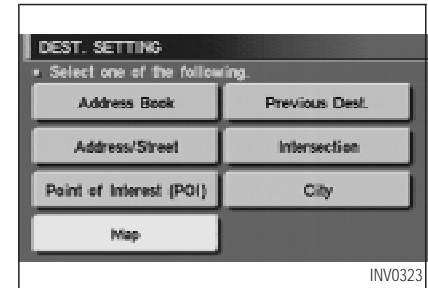 DEST. SETTING
Select one of the following.
Address Book
Previous Dest.
Address/Street
Intersection
Point of Interest (POI)
City
Map
INV0323